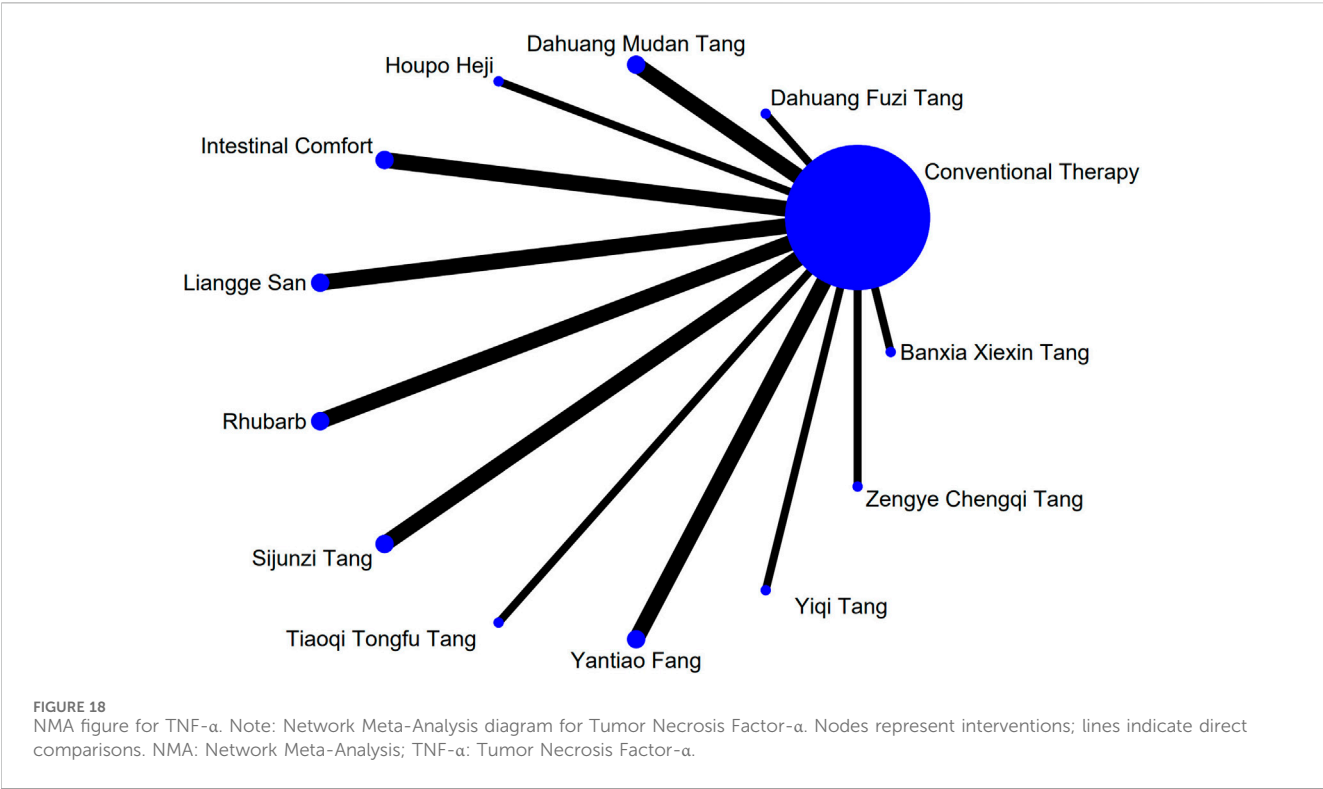 Dahuang Mudan Tang
Houpo Heji
Dahuang Fuzi Tang
Intestinal Comfort
Conventional Therapy
Liangge San
Banxia Xiexin Tang
Rhubarb
Zengye Chengqi Tang
Sijunzi Tang
Yiqi Tang
Tiaoqi Tongfu Tang
Yantiao Fang
FIGURE 18
NMA figure for TNF-α. Note: Network Meta-Analysis diagram for Tumor Necrosis Factor-α. Nodes represent interventions; lines indicate direct
comparisons. NMA: Network Meta-Analysis; TNF-α: Tumor Necrosis Factor-α.